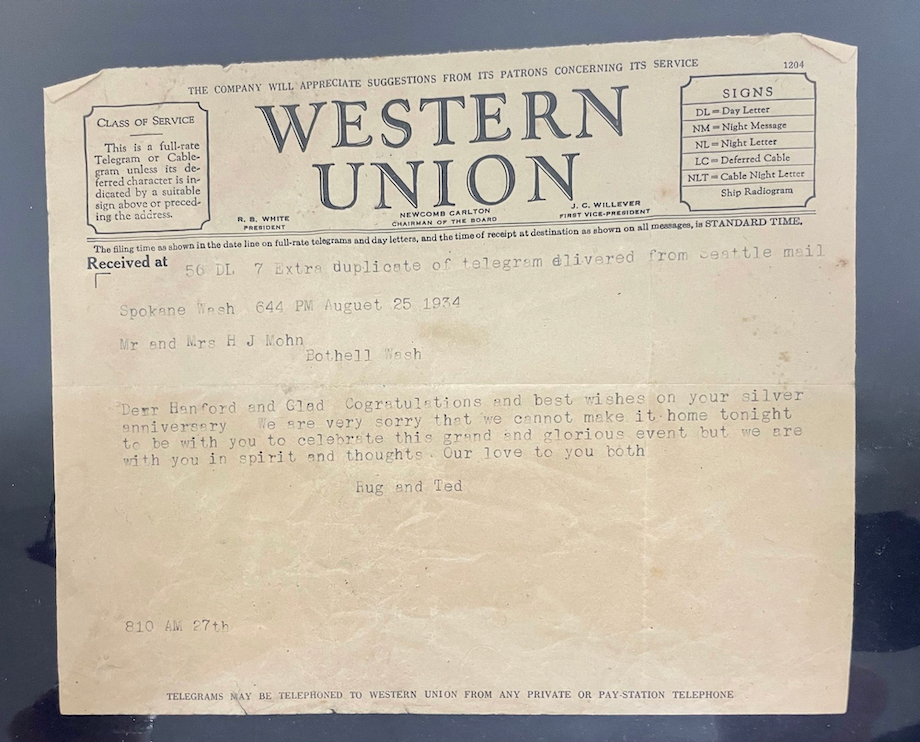 THE COMPANY WILL APPRECIATE SUGGESTIONS FROM ITS PATRONS CONCERNING ITS SERVICE
1204
CLASS OF SERVICE
This is a full-rate
Telegram or Cable-
gram unless its de-
ferred character is in-
dicated by a suitable
sign above or preced-
ing the address.
WESTERN
UNION
R. B. WHITE
PRESIDENT
NEWCOMB CARLTON
CHAIRMAN OF THE BOARD
J. C. WILLEVER
FIRST VICE-PRESIDENT
SIGNS
DL = Day Letter
NM = Night Message
NL = Night Letter
LC = Deferred Cable
NLT = Cable Night Letter
Ship Radiogram
The filing time as shown in the date line on full-rate telegrams and day letters, and the time of receipt at destination as shown on all messages, is STANDARD TIME.
Received at
56 DL 7 Extra duplicate of telegram dlivered from Seattle mail
Spokane Wash 644 PM Auguet 25 1934
Mr and Mrs H J Mohn
Bothell Wash
Dear Hanford and Glad Cogratulations and best wishes on your silver
anniversary We are very sorry that we cannot make it home tonight
to be with you to celebrate this grand and glorious event but we are
with you in spirit and thoughts. Our love to you both
and Ted
810 AM 27th
TELEGRAMS MAY BE TELEPHONED TO WESTERN UNION FROM ANY PRIVATE OR PAY-STATION TELEPHONE